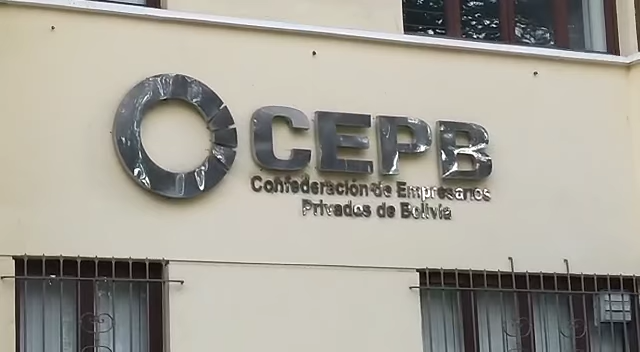 CEPB
Confederación de Empresarios
Privados de Bolivia